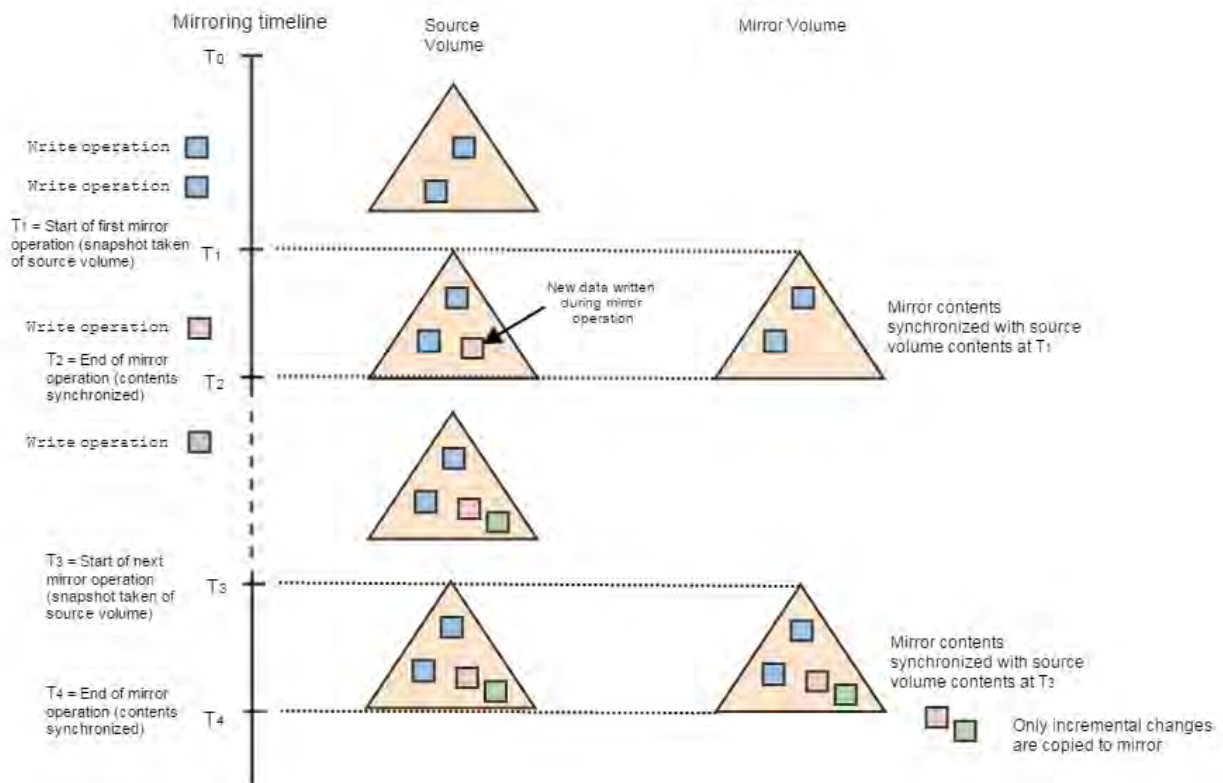 Mirroring timeline
Source
Volume
Mirror Volume
T0
Write operation
Write operation
T1 = Start of first mirror
operation (snapshot taken
of source volume)
T1
New data written
during mirror
operation
Mirror contents
synchronized with source
volume contents at T1
Write operation
T2 = End of mirror
operation (contents
synchronized)
T2
Write operation
T3 = Start of next
mirror operation
(snapshot taken of
source volume)
T3
Mirror contents
synchronized with source
volume contents at T3
T4 = End of mirror
operation (contents
synchronized)
T4
Only incremental changes
are copied to mirror